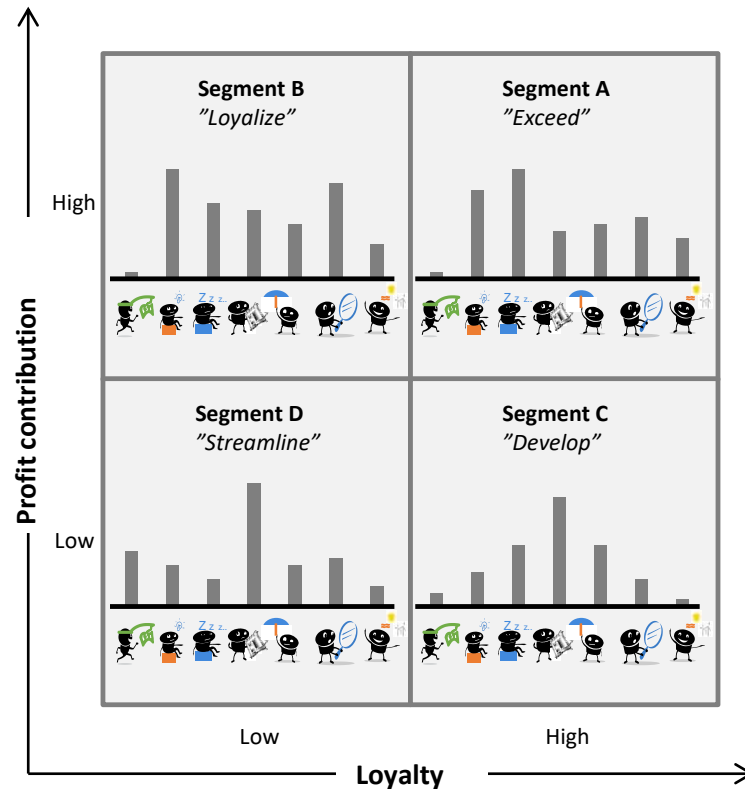 Segment B
”Loyalize”
Segment A
”Exceed”
High
Z z z...
Z z z...
Profit contribution
Segment D
”Streamline”
Segment C
”Develop”
Low
Z z z...
Z z z...
Low
High
Loyalty